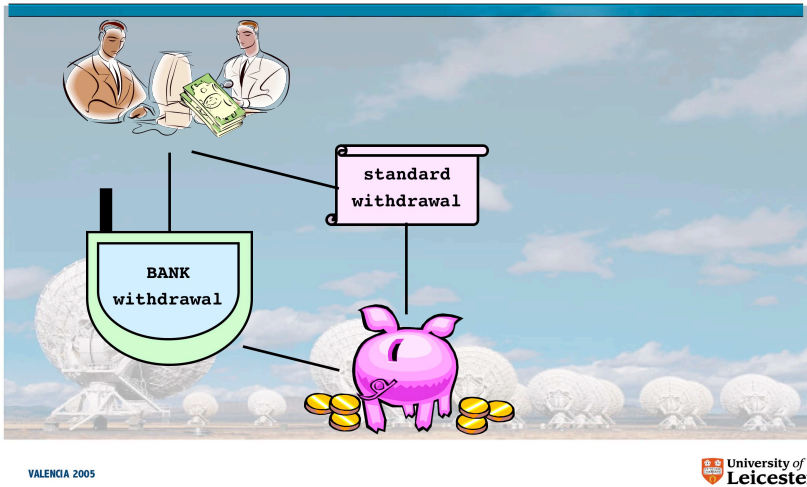 standard
withdrawal
BANK
withdrawal
VALENCIA 2005
University of
Leiceste